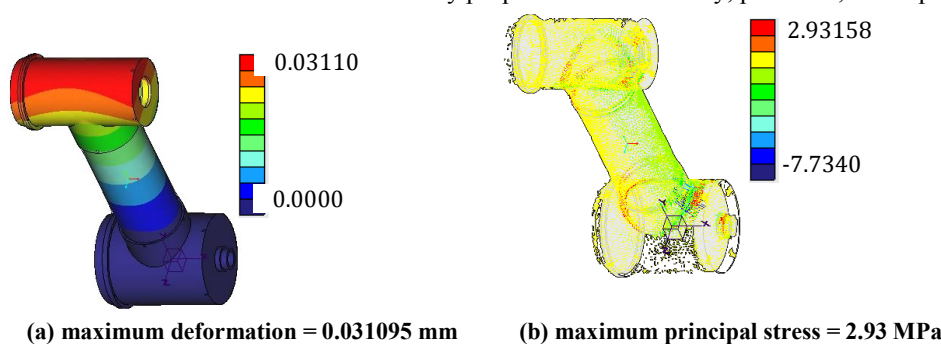 0.03110
0.0000
2.93158
-7.7340
(a) maximum deformation = 0.031095 mm
(b) maximum principal stress = 2.93 MPa